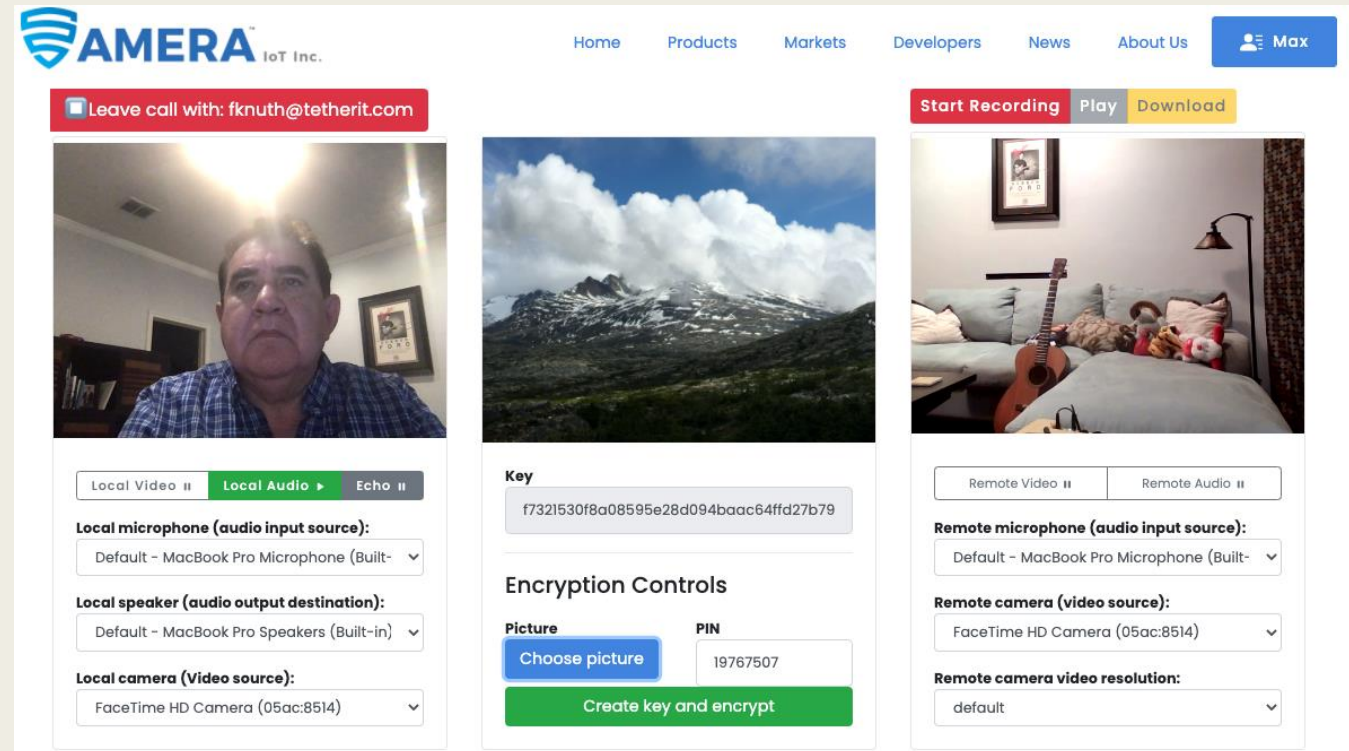 AMERA™ IoT Inc.
Home Products Markets Developers News About Us Max
Leave call with: fknuth@tetherit.com
Start Recording Play Download
FORD
FORD
Local Video Local Audio Echo
Local microphone (audio input source):
Default - MacBook Pro Microphone (Built-
Local speaker (audio output destination):
Default - MacBook Pro Speakers (Built-in)
Local camera (Video source):
FaceTime HD Camera (05ac:8514)
Key
f7321530f8a08595e28d094baac64ffd27b79
Encryption Controls
Picture PIN
Choose picture 19767507
Create key and encrypt
Remote Video Remote Audio
Remote microphone (audio input source):
Default - MacBook Pro Microphone (Built-
Remote camera (video source):
FaceTime HD Camera (05ac:8514)
Remote camera video resolution:
default